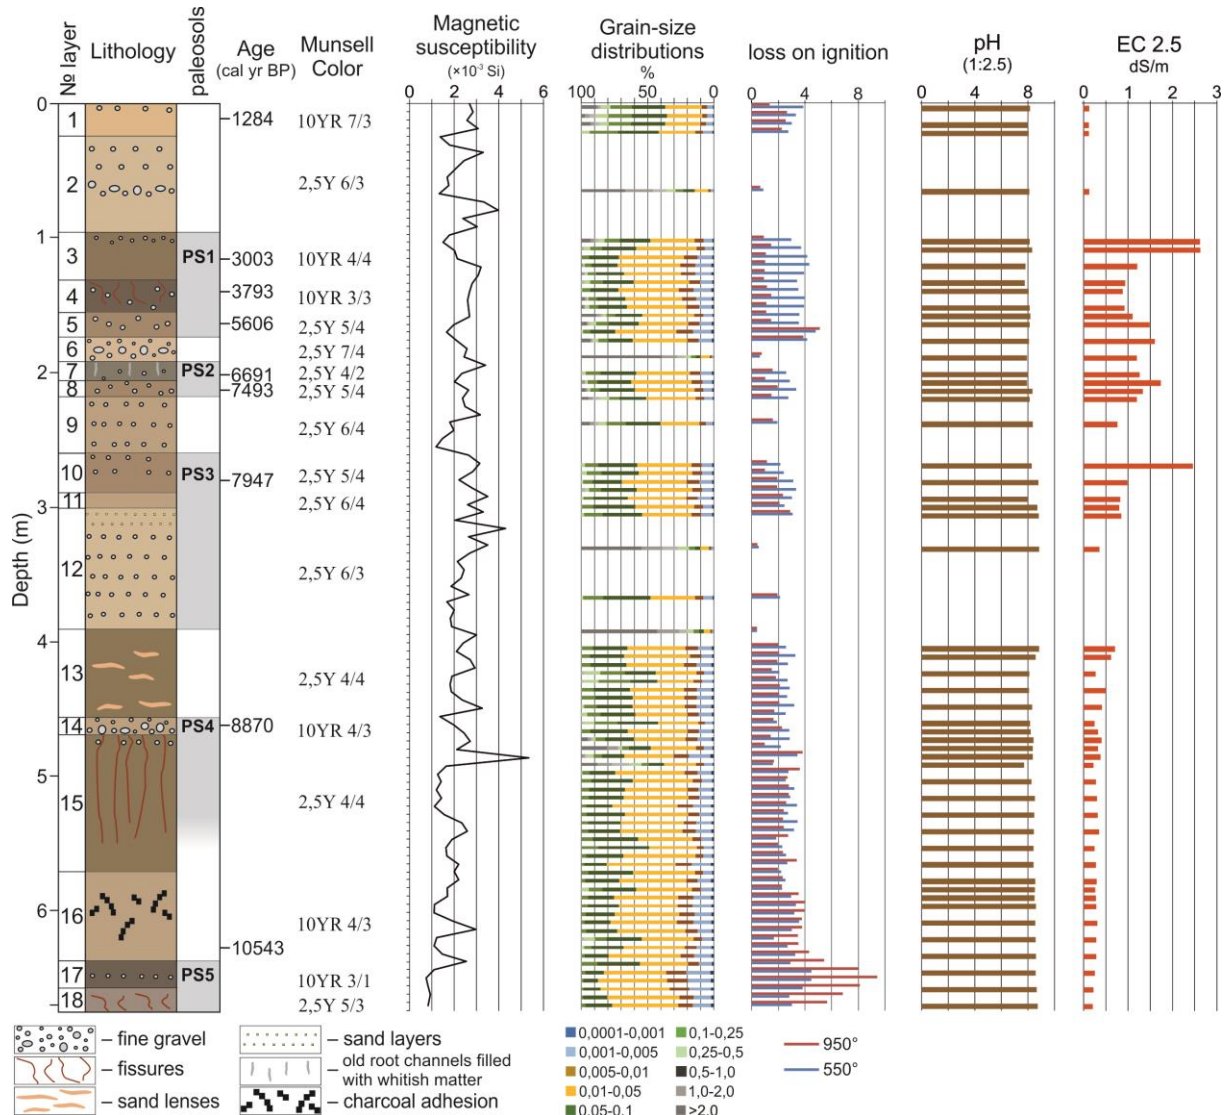 № layer
Lithology
paleosols
Age
(cal yr BP)
Munsell
Color
Magnetic
susceptibility
(×10⁻³ Si)
Grain-size
distributions
%
loss on ignition
pH
(1:2.5)
EC 2.5
dS/m
0 2 4 6
100 50 0
0 4 8
0 4 8
0 1 2 3
Depth (m)
0
1
2
3
4
5
6
1
2
3
4
5
6
7
8
9
10
11
12
13
14
15
16
17
18
PS1
PS2
PS3
PS4
PS5
1284
3003
3793
5606
6691
7493
7947
8870
10543
10YR 7/3
2,5Y 6/3
10YR 4/4
10YR 3/3
2,5Y 5/4
2,5Y 7/4
2,5Y 4/2
2,5Y 5/4
2,5Y 6/4
2,5Y 5/4
2,5Y 6/4
2,5Y 6/3
2,5Y 4/4
10YR 4/3
2,5Y 4/4
10YR 4/3
10YR 3/1
2,5Y 5/3
– fine gravel
– fissures
– sand lenses
– sand layers
– old root channels filled
with whitish matter
– charcoal adhesion
0,0001-0,001
0,001-0,005
0,005-0,01
0,01-0,05
0,05-0,1
0,1-0,25
0,25-0,5
0,5-1,0
1,0-2,0
>2,0
950°
550°